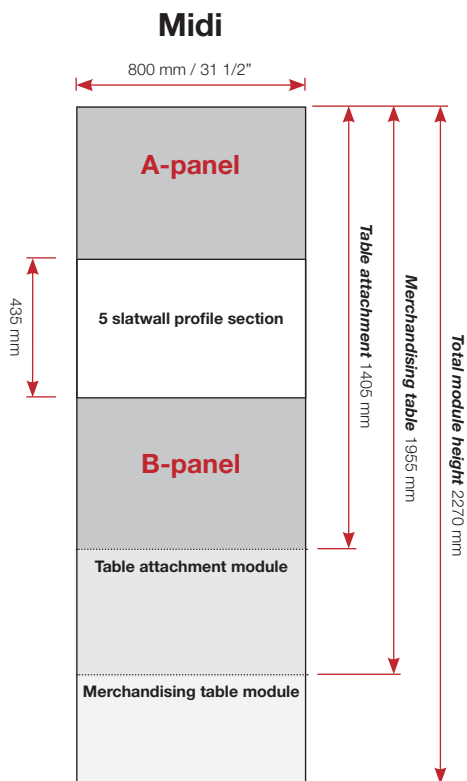 Midi
800 mm / 31 1/2”
A-panel
5 slatwall profile section
435 mm
B-panel
Table attachment module
Merchandising table module
Table attachment 1405 mm
Merchandising table 1955 mm
Total module height 2270 mm